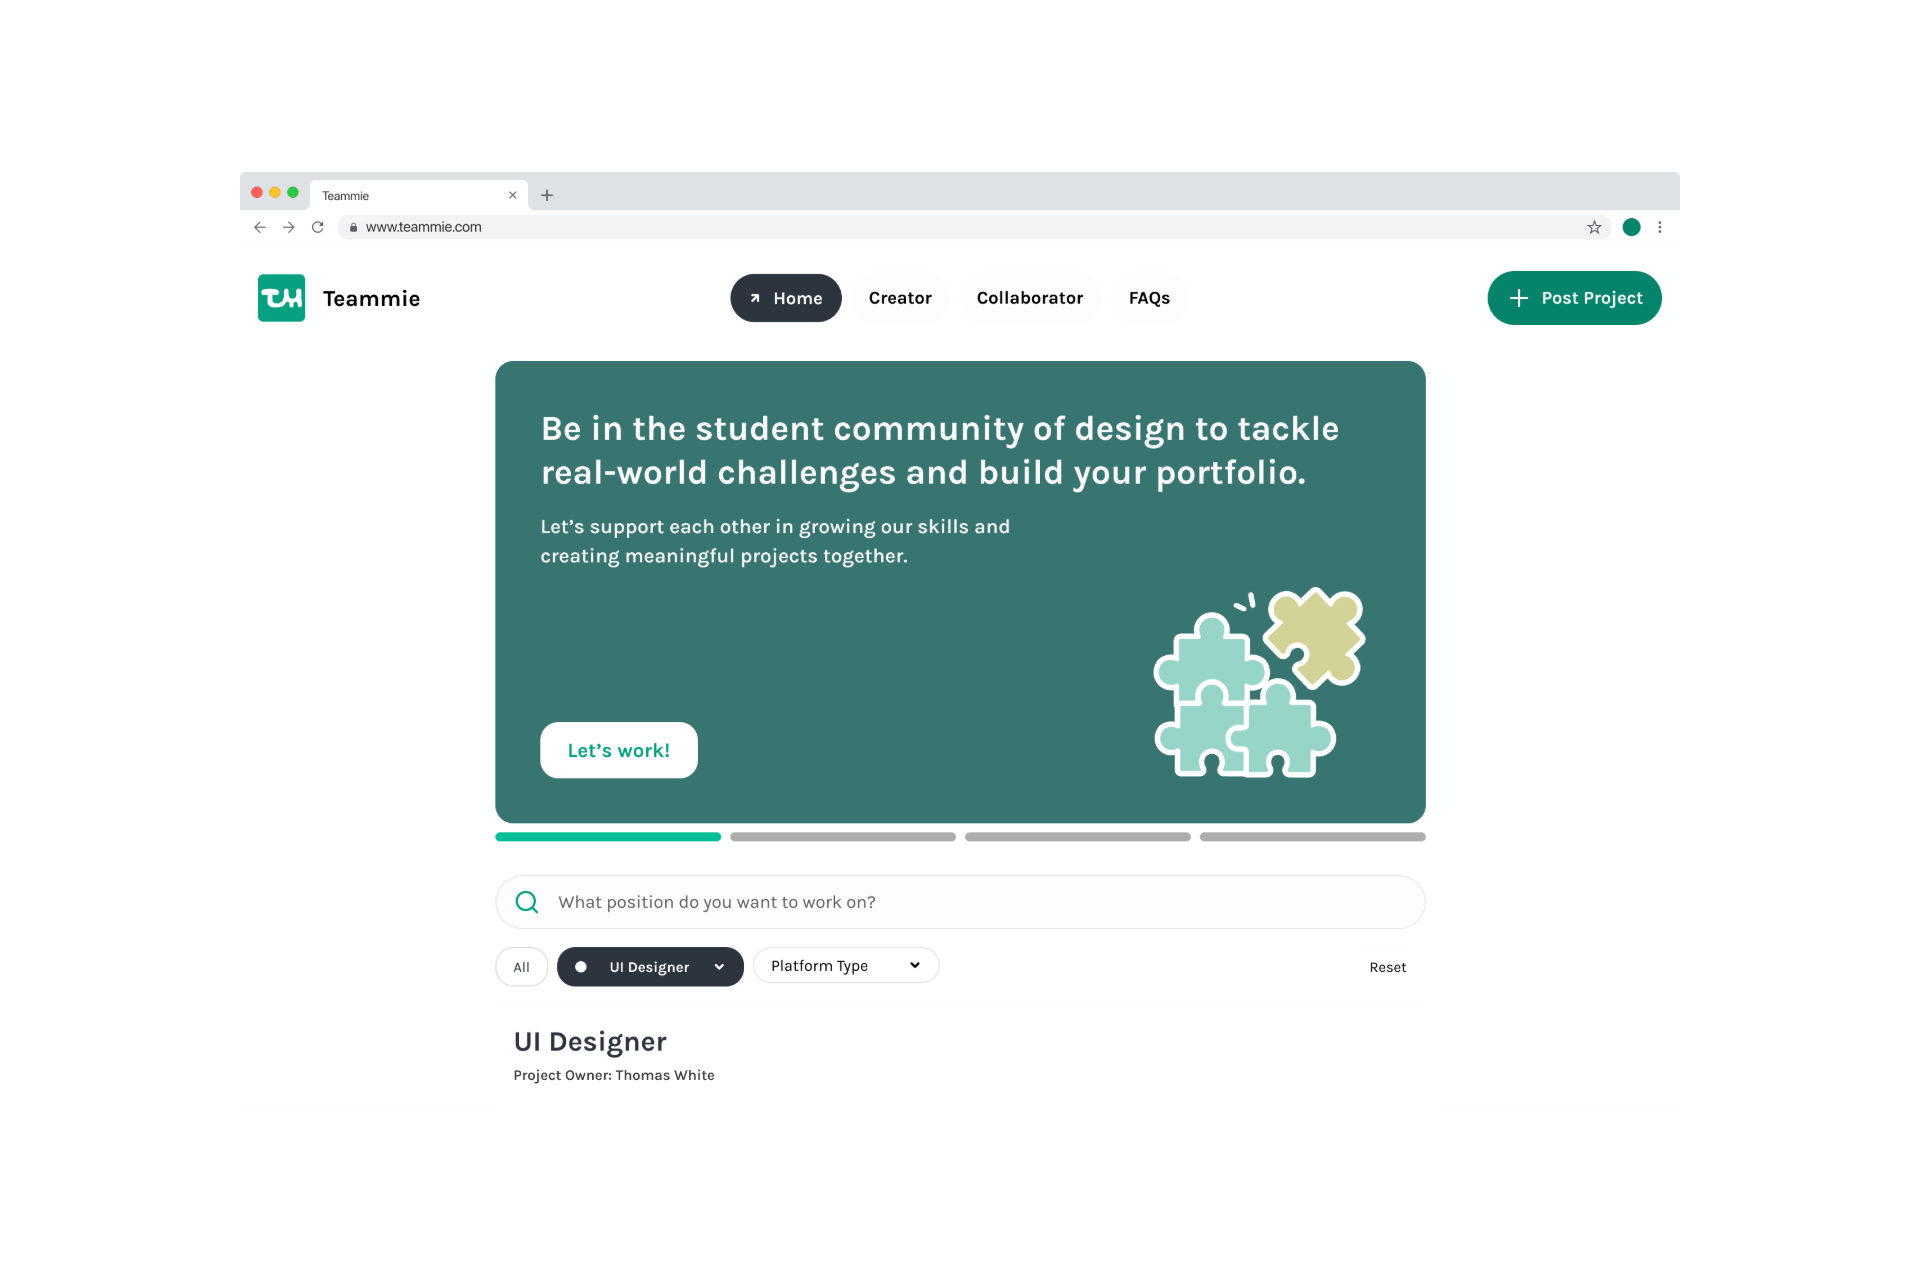 Teammie
www.teammie.com
TM
Teammie
Home
Creator
Collaborator
FAQs
Post Project
Be in the student community of design to tackle
real-world challenges and build your portfolio.
Let’s support each other in growing our skills and
creating meaningful projects together.
Let’s work!
What position do you want to work on?
All
UI Designer
Platform Type
Reset
UI Designer
Project Owner: Thomas White